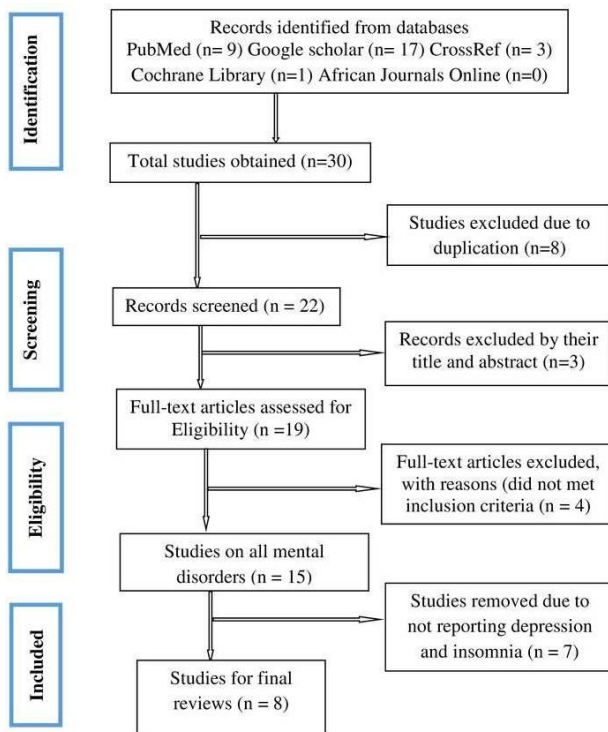 Identification
Records identified from databases
PubMed (n= 9) Google scholar (n= 17) CrossRef (n= 3)
Cochrane Library (n=1) African Journals Online (n=0)
Total studies obtained (n=30)
Studies excluded due to
duplication (n=8)
Screening
Records screened (n = 22)
Records excluded by their
title and abstract (n=3)
Full-text articles assessed for
Eligibility (n =19)
Eligibility
Full-text articles excluded,
with reasons (did not met
inclusion criteria (n = 4)
Studies on all mental
disorders (n = 15)
Included
Studies removed due to
not reporting depression
and insomnia (n = 7)
Studies for final
reviews (n = 8)